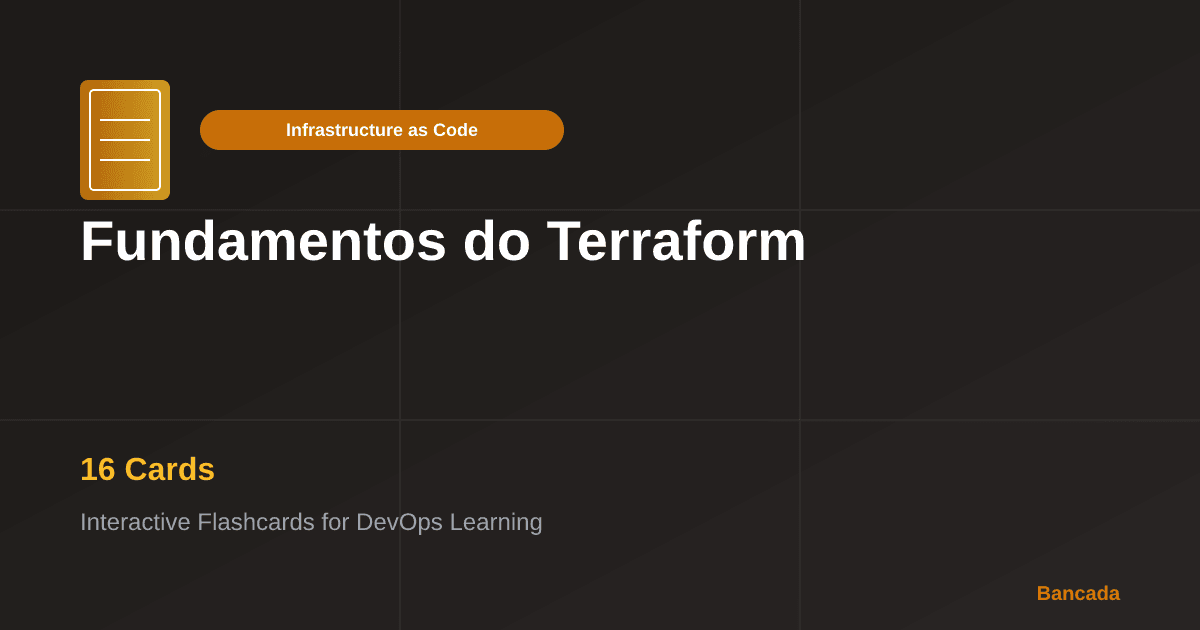 Infrastructure as Code
Fundamentos do Terraform
16 Cards
Interactive Flashcards for DevOps Learning
Bancada